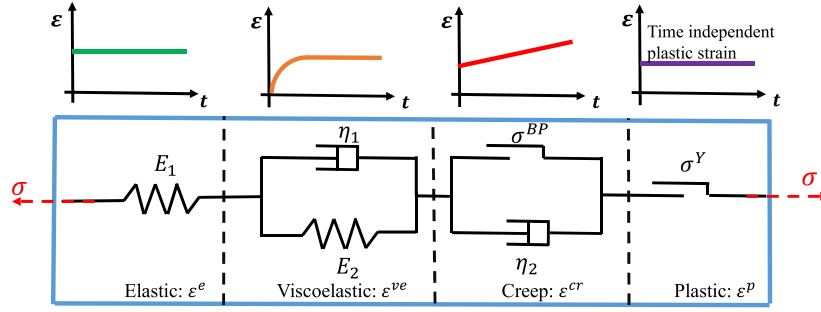 ε
t
ε
t
ε
t
ε
Time independent
plastic strain
t
σ
E₁
η₁
E₂
σᴮᴾ
η₂
σʸ
σ
Elastic: εᵉ
Viscoelastic: εᵛᵉ
Creep: εᶜʳ
Plastic: εᵖ